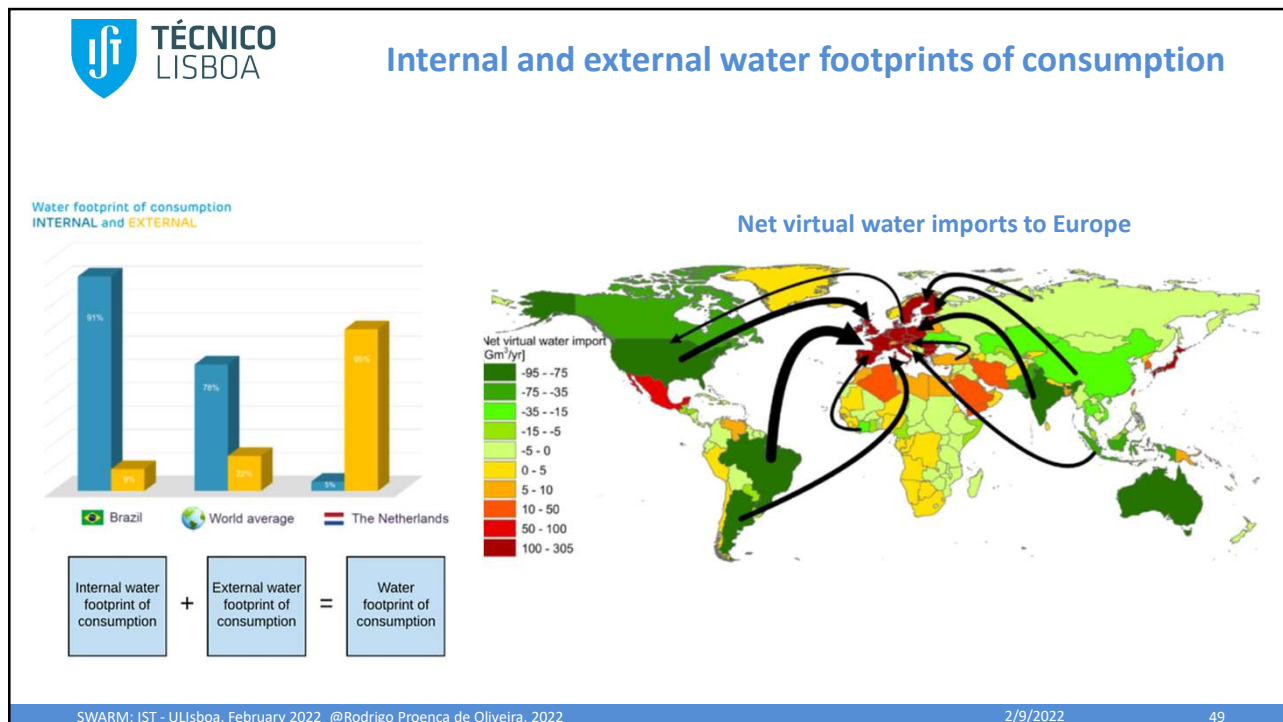 TÉCNICO
LISBOA
Internal and external water footprints of consumption
Water footprint of consumption
INTERNAL and EXTERNAL
91%
9%
78%
22%
5%
95%
Brazil
World average
The Netherlands
Internal water
footprint of
consumption
+
External water
footprint of
consumption
=
Water
footprint of
consumption
Net virtual water imports to Europe
Net virtual water import
[Gm³/yr]
-95 - -75
-75 - -35
-35 - -15
-15 - -5
-5 - 0
0 - 5
5 - 10
10 - 50
50 - 100
100 - 305
SWARM: IST - ULIsboa, February 2022 @Rodrigo Proença de Oliveira, 2022
2/9/2022
49